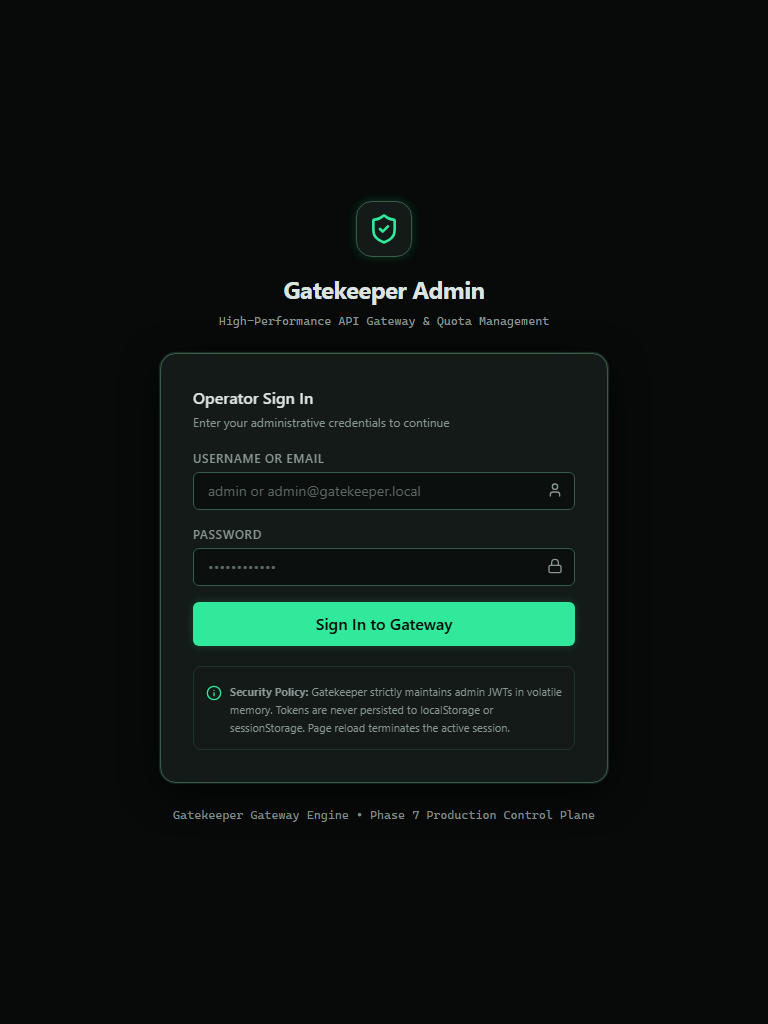 Gatekeeper Admin
High-Performance API Gateway & Quota Management
Operator Sign In
Enter your administrative credentials to continue
USERNAME OR EMAIL
admin or admin@gatekeeper.local
PASSWORD
••••••••••••
Sign In to Gateway
Security Policy: Gatekeeper strictly maintains admin JWTs in volatile
memory. Tokens are never persisted to localStorage or
sessionStorage. Page reload terminates the active session.
Gatekeeper Gateway Engine • Phase 7 Production Control Plane